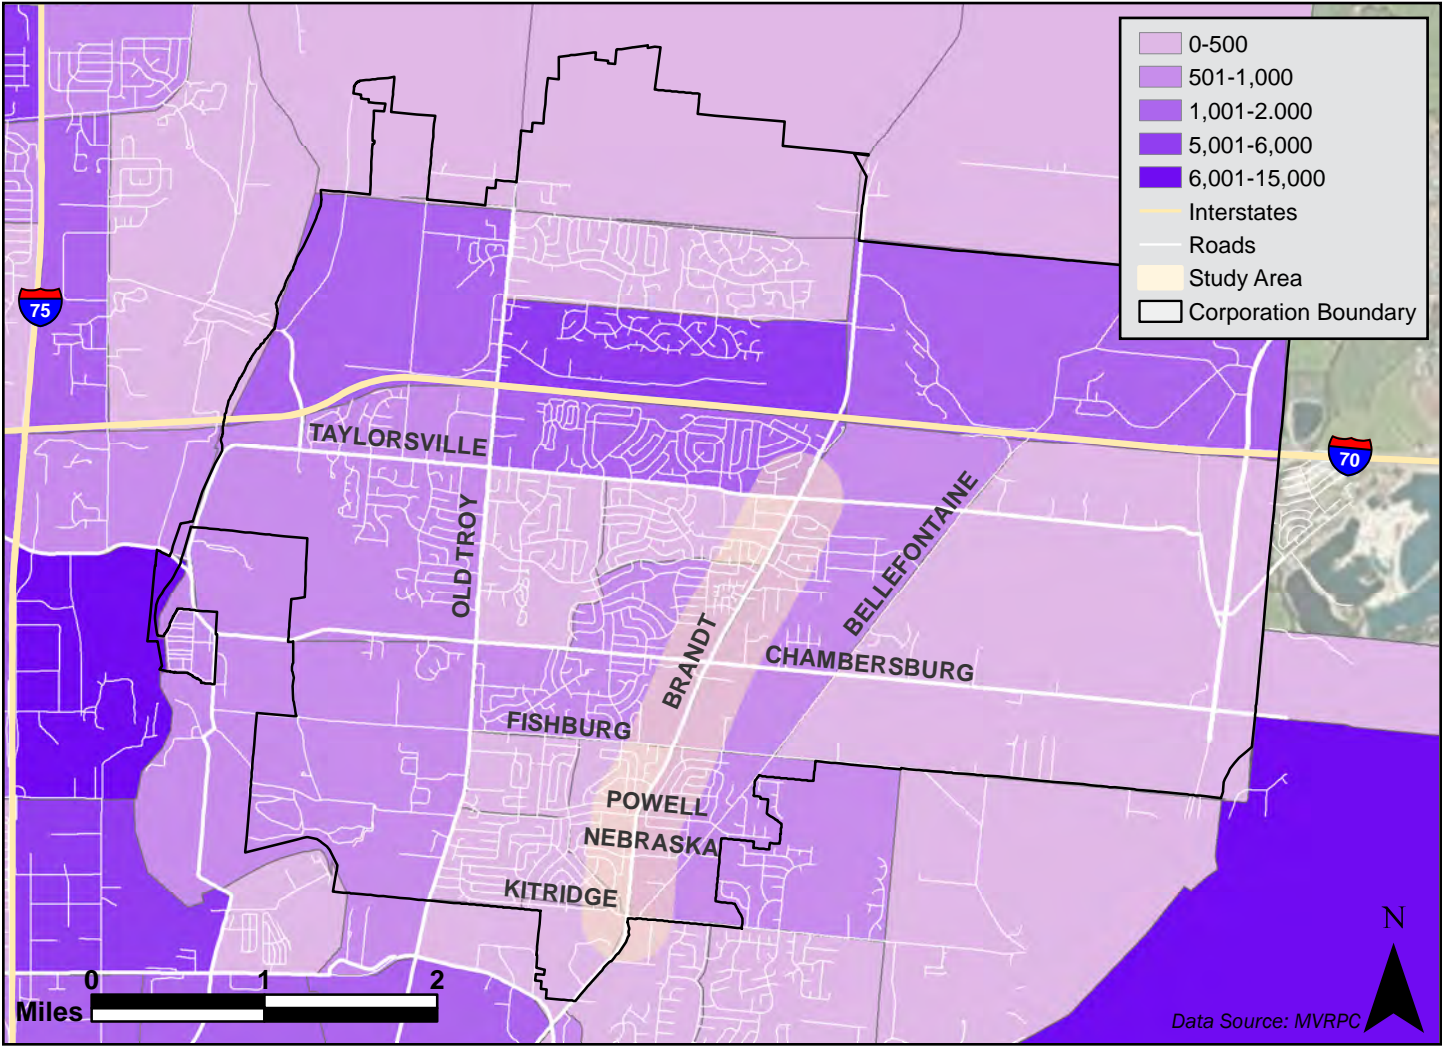 0-500
501-1,000
1,001-2.000
5,001-6,000
6,001-15,000
Interstates
Roads
Study Area
Corporation Boundary
75
70
TAYLORSVILLE
OLD TROY
BELLEFONTAINE
BRANDT
CHAMBERSBURG
FISHBURG
POWELL
NEBRASKA
KITRIDGE
N
0 1 2
Miles
Data Source: MVRPC